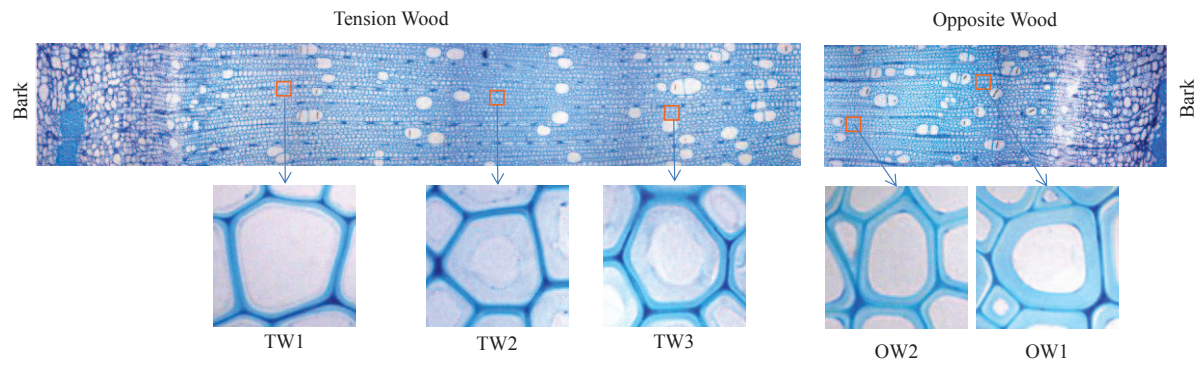 Tension Wood
Opposite Wood
Bark
Bark
TW1
TW2
TW3
OW2
OW1